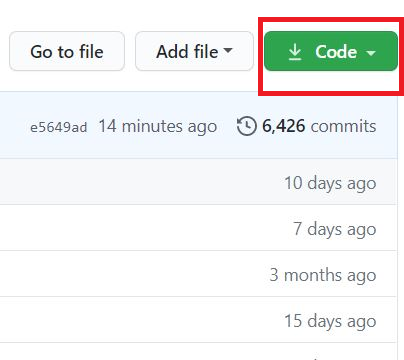 Go to file Add file Code
e5649ad 14 minutes ago 6,426 commits
10 days ago
7 days ago
3 months ago
15 days ago